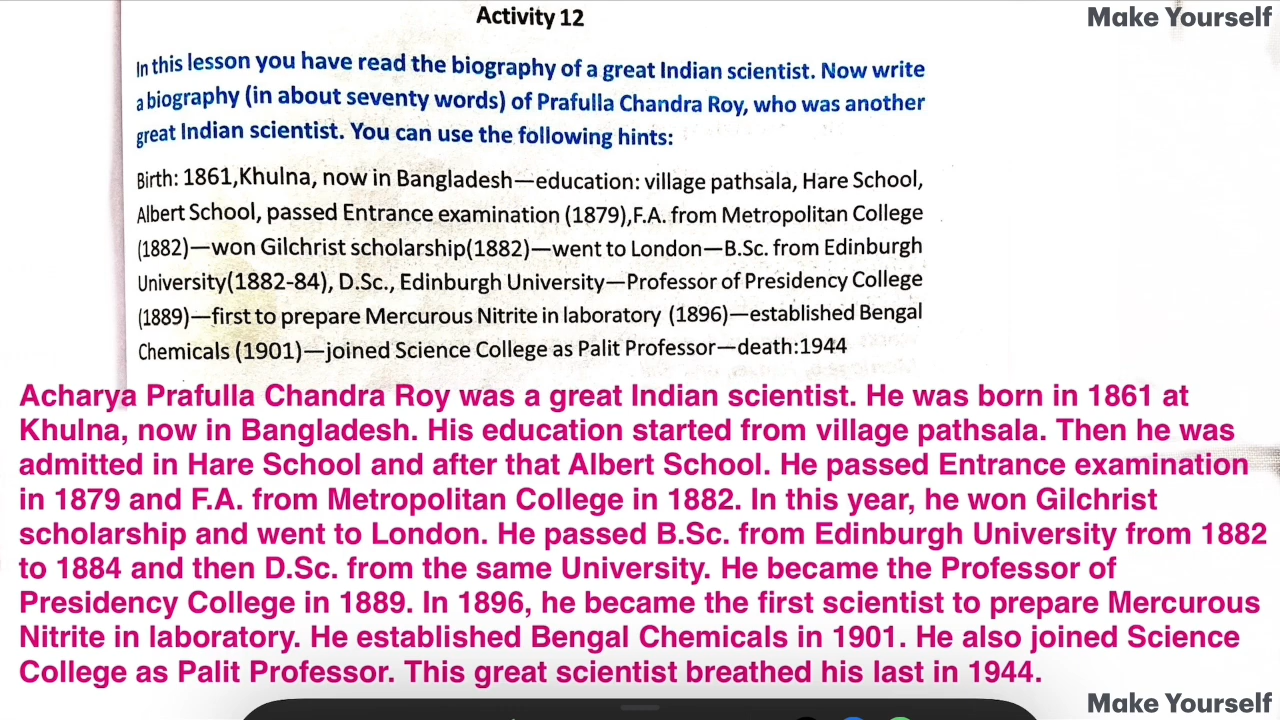 Activity 12
Make Yourself
In this lesson you have read the biography of a great Indian scientist. Now write
a biography (in about seventy words) of Prafulla Chandra Roy, who was another
great Indian scientist. You can use the following hints:
Birth: 1861,Khulna, now in Bangladesh—education: village pathsala, Hare School,
Albert School, passed Entrance examination (1879),F.A. from Metropolitan College
(1882)—won Gilchrist scholarship(1882)—went to London—B.Sc. from Edinburgh
University(1882-84), D.Sc., Edinburgh University—Professor of Presidency College
(1889)—first to prepare Mercurous Nitrite in laboratory (1896)—established Bengal
Chemicals (1901)—joined Science College as Palit Professor—death:1944
Acharya Prafulla Chandra Roy was a great Indian scientist. He was born in 1861 at
Khulna, now in Bangladesh. His education started from village pathsala. Then he was
admitted in Hare School and after that Albert School. He passed Entrance examination
in 1879 and F.A. from Metropolitan College in 1882. In this year, he won Gilchrist
scholarship and went to London. He passed B.Sc. from Edinburgh University from 1882
to 1884 and then D.Sc. from the same University. He became the Professor of
Presidency College in 1889. In 1896, he became the first scientist to prepare Mercurous
Nitrite in laboratory. He established Bengal Chemicals in 1901. He also joined Science
College as Palit Professor. This great scientist breathed his last in 1944.
Make Yourself